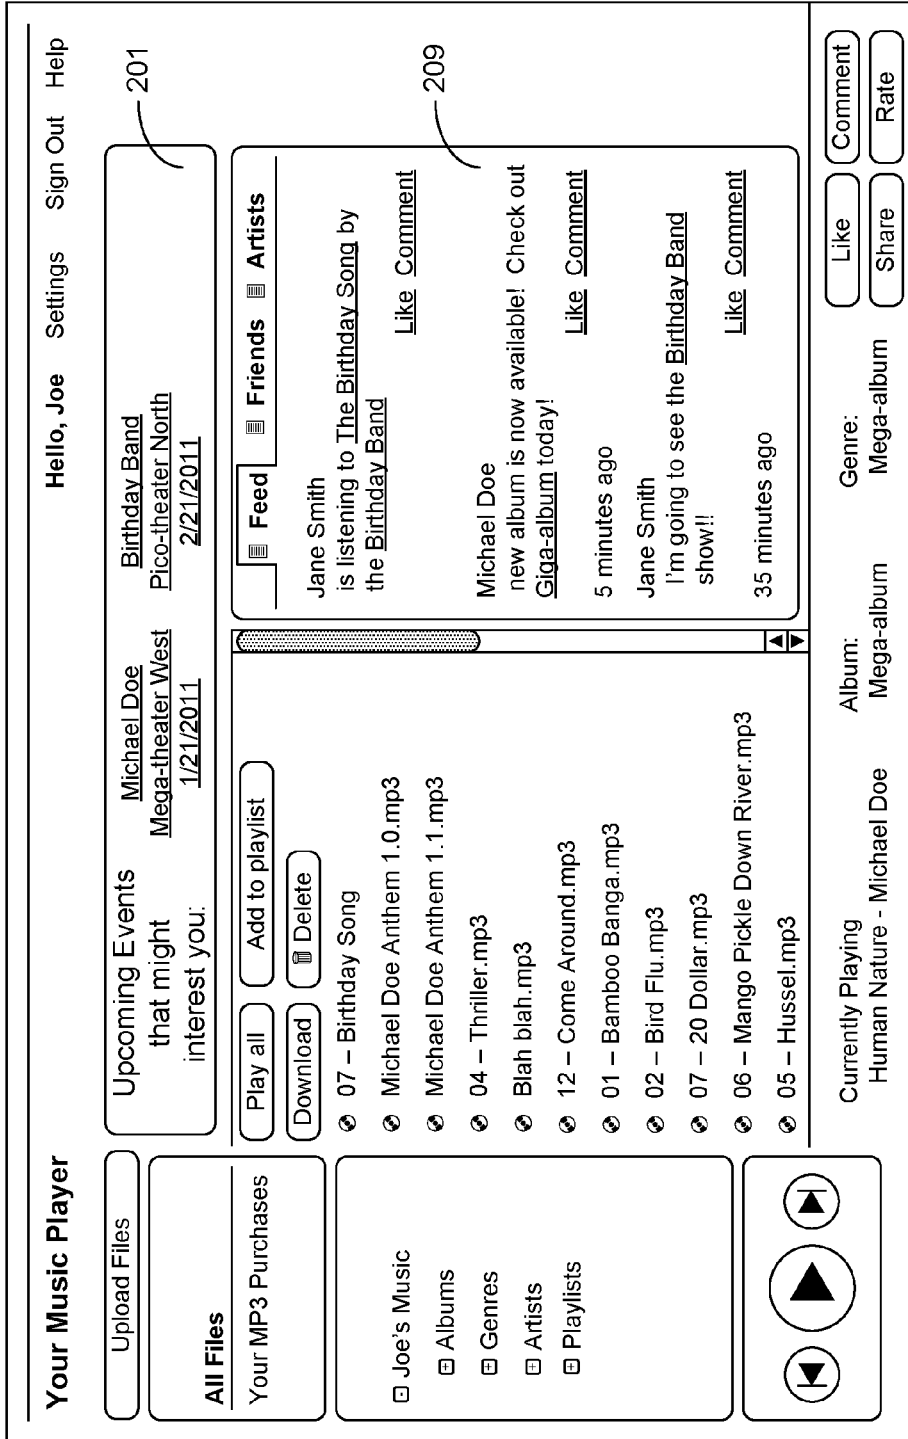 Your Music Player
Hello, Joe Settings Sign Out Help
Upload Files
All Files
Your MP3 Purchases
Joe's Music
Albums
Genres
Artists
Playlists
Upcoming Events
that might
interest you:
Michael Doe
Mega-theater West
1/21/2011
Birthday Band
Pico-theater North
2/21/2011
201
Play all Add to playlist
Download Delete
07 – Birthday Song
Michael Doe Anthem 1.0.mp3
Michael Doe Anthem 1.1.mp3
04 – Thriller.mp3
Blah blah.mp3
12 – Come Around.mp3
01 – Bamboo Banga.mp3
02 – Bird Flu.mp3
07 – 20 Dollar.mp3
06 – Mango Pickle Down River.mp3
05 – Hussel.mp3
Feed Friends Artists
Jane Smith
is listening to The Birthday Song by
the Birthday Band
Like Comment
209
Michael Doe
new album is now available! Check out
Giga-album today!
Like Comment
5 minutes ago
Jane Smith
I'm going to see the Birthday Band
show!!
Like Comment
35 minutes ago
Currently Playing
Human Nature - Michael Doe
Album:
Mega-album
Genre:
Mega-album
Like Comment
Share Rate